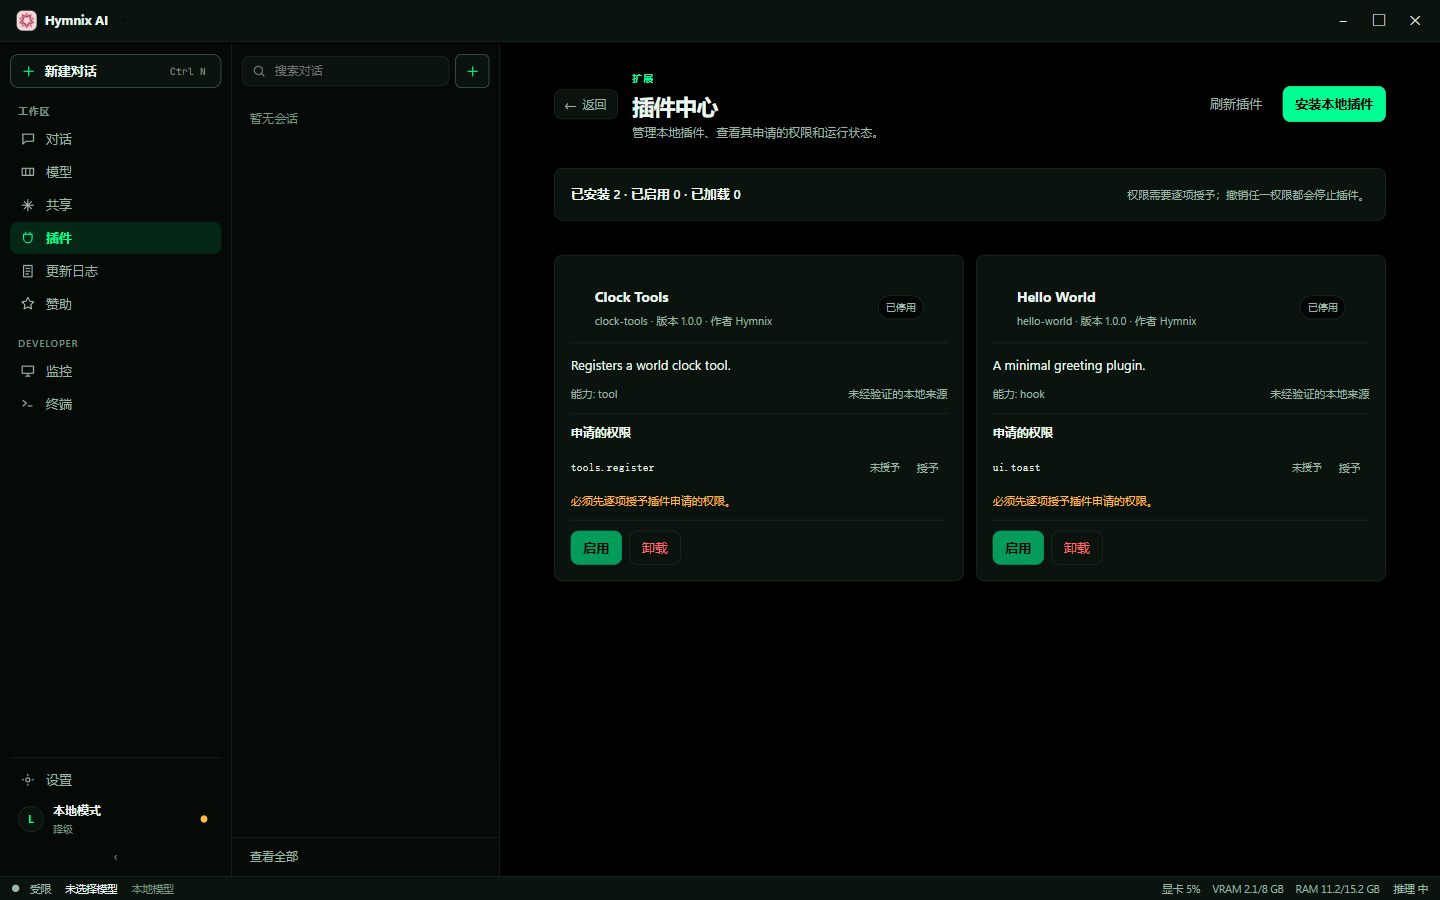 Hymnix AI
新建对话 Ctrl N
工作区
对话
模型
共享
插件
更新日志
赞助
DEVELOPER
监控
终端
设置
L
本地模式
降级
搜索对话
暂无会话
查看全部
← 返回
扩展
插件中心
管理本地插件、查看其申请的权限和运行状态。
刷新插件
安装本地插件
已安装 2 · 已启用 0 · 已加载 0
权限需要逐项授予；撤销任一权限都会停止插件。
Clock Tools
clock-tools · 版本 1.0.0 · 作者 Hymnix
已停用
Registers a world clock tool.
能力: tool
未经验证的本地来源
申请的权限
tools.register 未授予 授予
必须先逐项授予插件申请的权限。
启用 卸载
Hello World
hello-world · 版本 1.0.0 · 作者 Hymnix
已停用
A minimal greeting plugin.
能力: hook
未经验证的本地来源
申请的权限
ui.toast 未授予 授予
必须先逐项授予插件申请的权限。
启用 卸载
受限 未选择模型 本地模型
显卡 5% VRAM 2.1/8 GB RAM 11.2/15.2 GB 推理 中